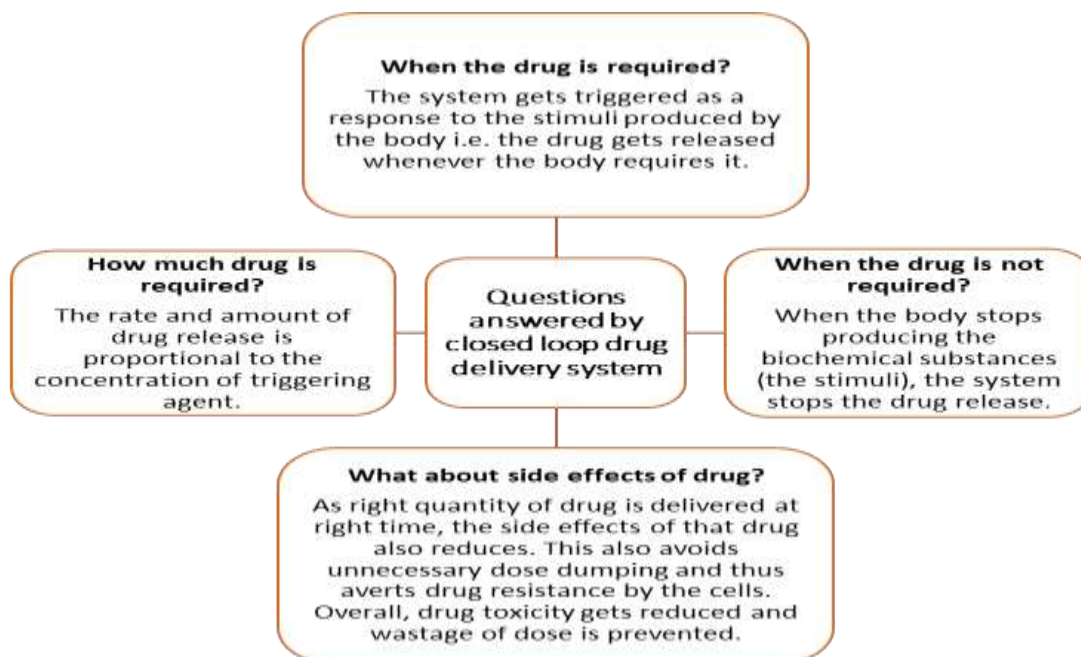 When the drug is required?
The system gets triggered as a
response to the stimuli produced by
the body i.e. the drug gets released
whenever the body requires it.
How much drug is
required?
The rate and amount of
drug release is
proportional to the
concentration of triggering
agent.
Questions
answered by
closed loop drug
delivery system
When the drug is not
required?
When the body stops
producing the
biochemical substances
(the stimuli), the system
stops the drug release.
What about side effects of drug?
As right quantity of drug is delivered at
right time, the side effects of that drug
also reduces. This also avoids
unnecessary dose dumping and thus
averts drug resistance by the cells.
Overall, drug toxicity gets reduced and
wastage of dose is prevented.